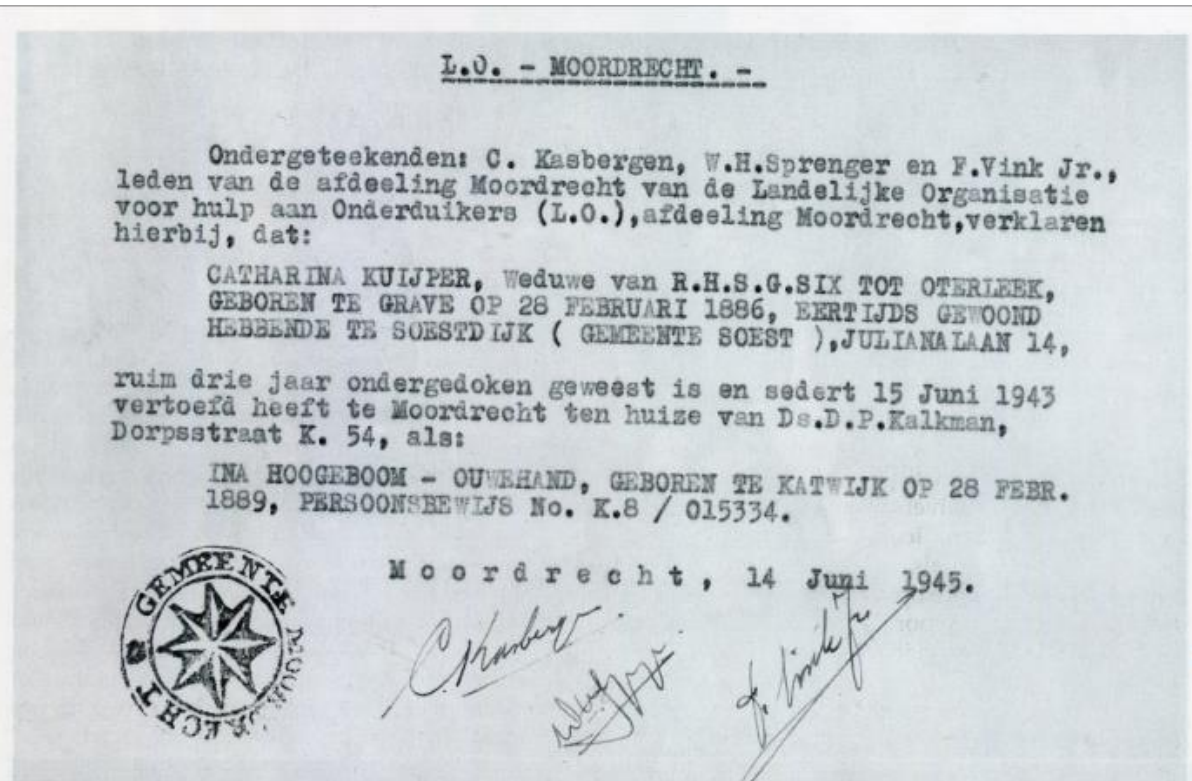 L.O. - MOORDRECHT. -
Ondergeteekenden: C. Kasbergen, W.H.Sprenger en F.Vink Jr.,
leden van de afdeeling Moordrecht van de Landelijke Organisatie
voor hulp aan Onderduikers (L.O.),afdeeling Moordrecht,verklaren
hierbij, dat:
CATHARINA KUIJPER, Weduwe van R.H.S.G.SIX TOT OTERLEEK,
GEBOREN TE GRAVE OP 28 FEBRUARI 1886, EERTIJDS GEWOOND
HEBBENDE TE SOESTDIJK ( GEMEENTE SOEST ),JULIANALAAN 14,
ruim drie jaar ondergedoken geweest is en sedert 15 Juni 1943
vertoefd heeft te Moordrecht ten huize van Ds.D.P.Kalkman,
Dorpsstraat K. 54, als:
INA HOOGEBOOM - OUWEHAND, GEBOREN TE KATWIJK OP 28 FEBR.
1889, PERSOONSBEWIJS No. K.8 / 015334.
M o o r d r e c h t , 14 Juni 1945.
GEMEENTE MOORDRECHT
C. Kasbergen
F. Vink Jr.